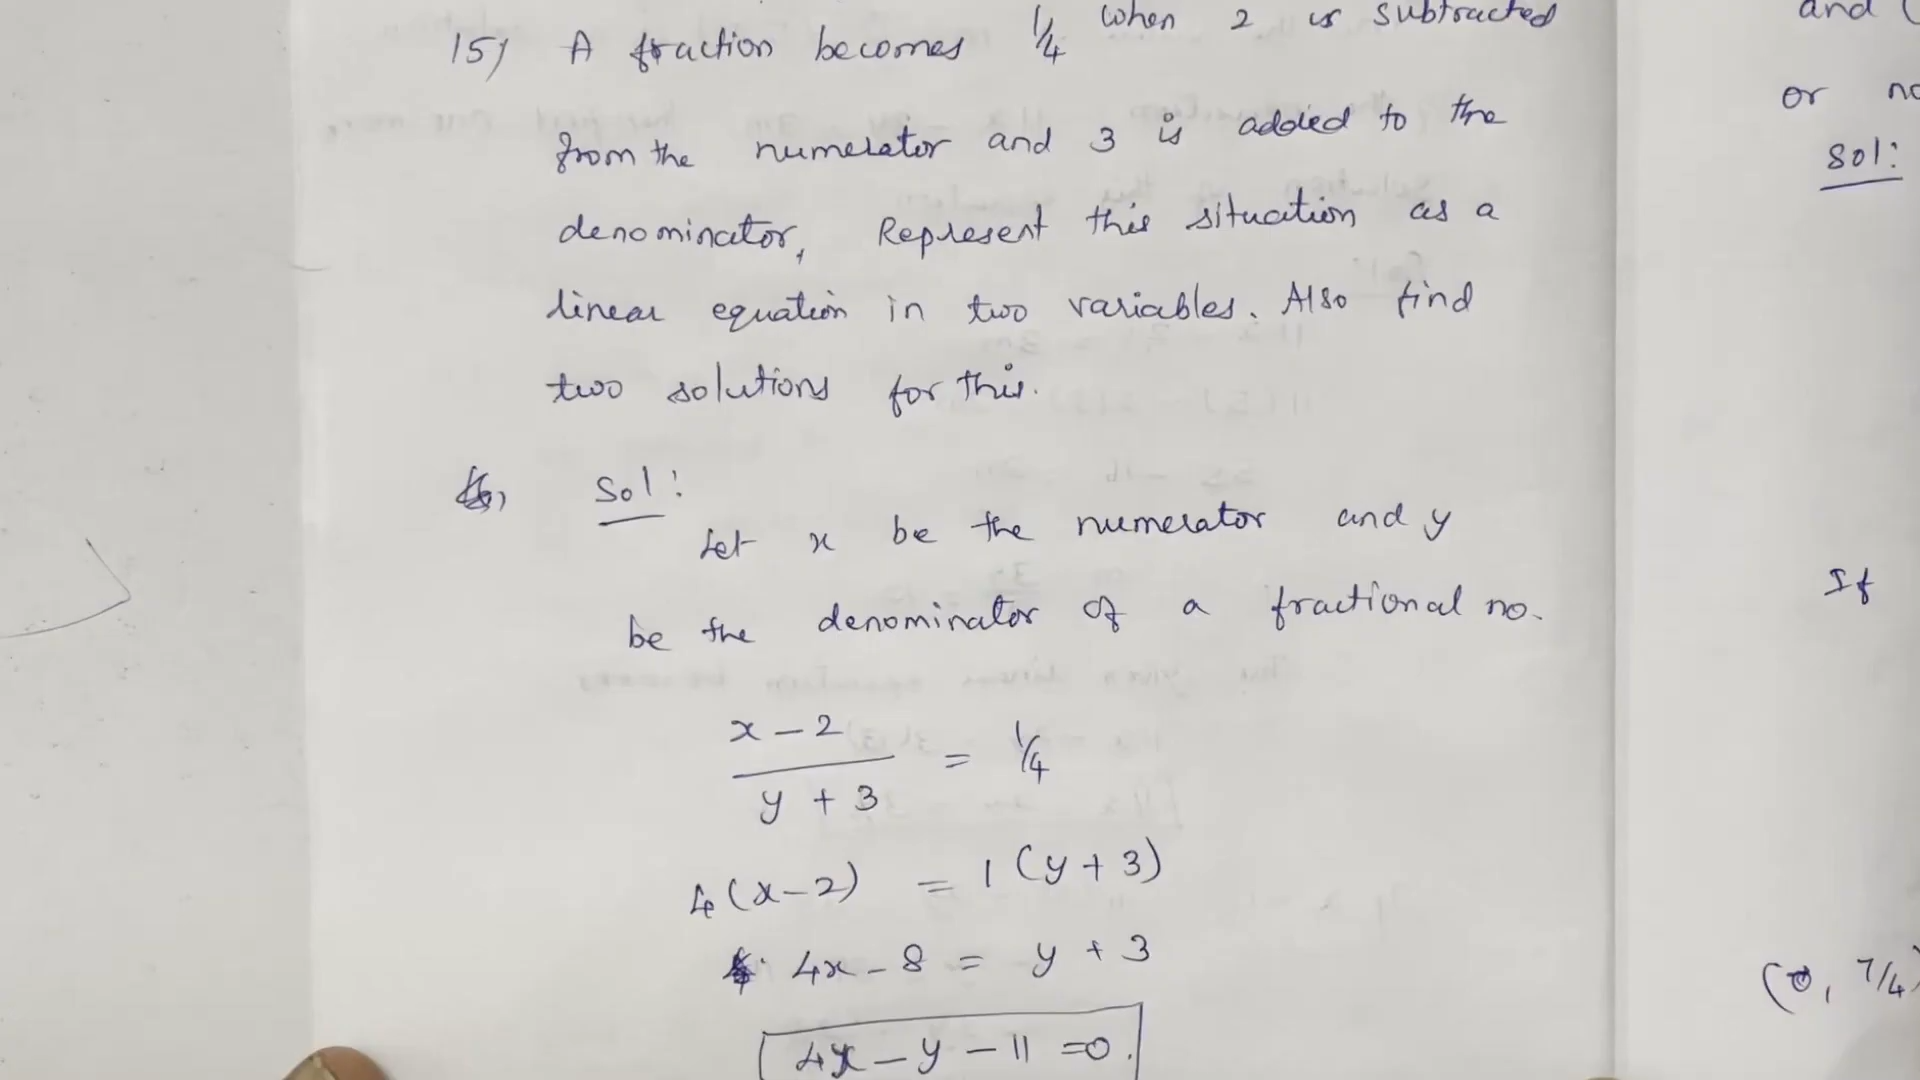 15) A fraction becomes 1/4 when 2 is subtracted
from the numerator and 3 is added to the
denominator, Represent this situation as a
linear equation in two variables. Also find
two solutions for this.
Sol:
Let x be the numerator and y
be the denominator of a fractional no.
x - 2
y + 3
= 1/4
4(x-2) = 1(y+3)
4x - 8 = y + 3
4x - y - 11 = 0.
and
or
Sol:
If
(0, 7/4)